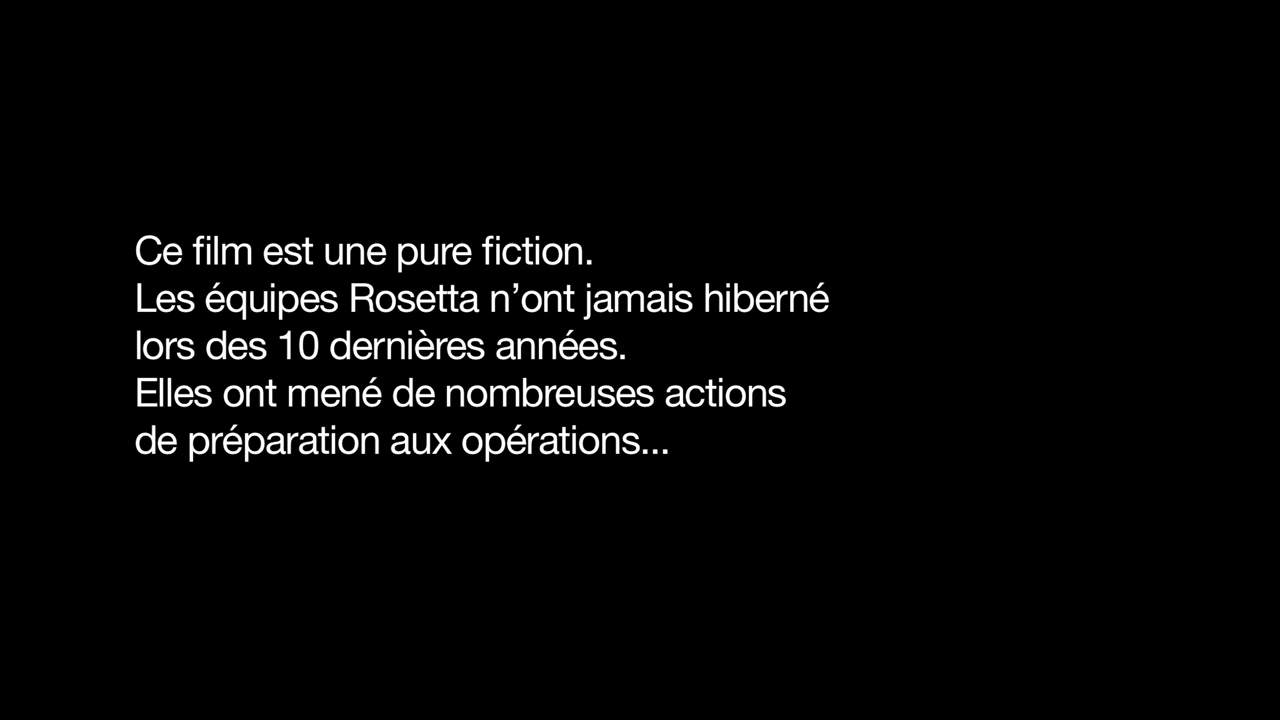 Ce film est une pure fiction.
Les équipes Rosetta n’ont jamais hiberné
lors des 10 dernières années.
Elles ont mené de nombreuses actions
de préparation aux opérations...